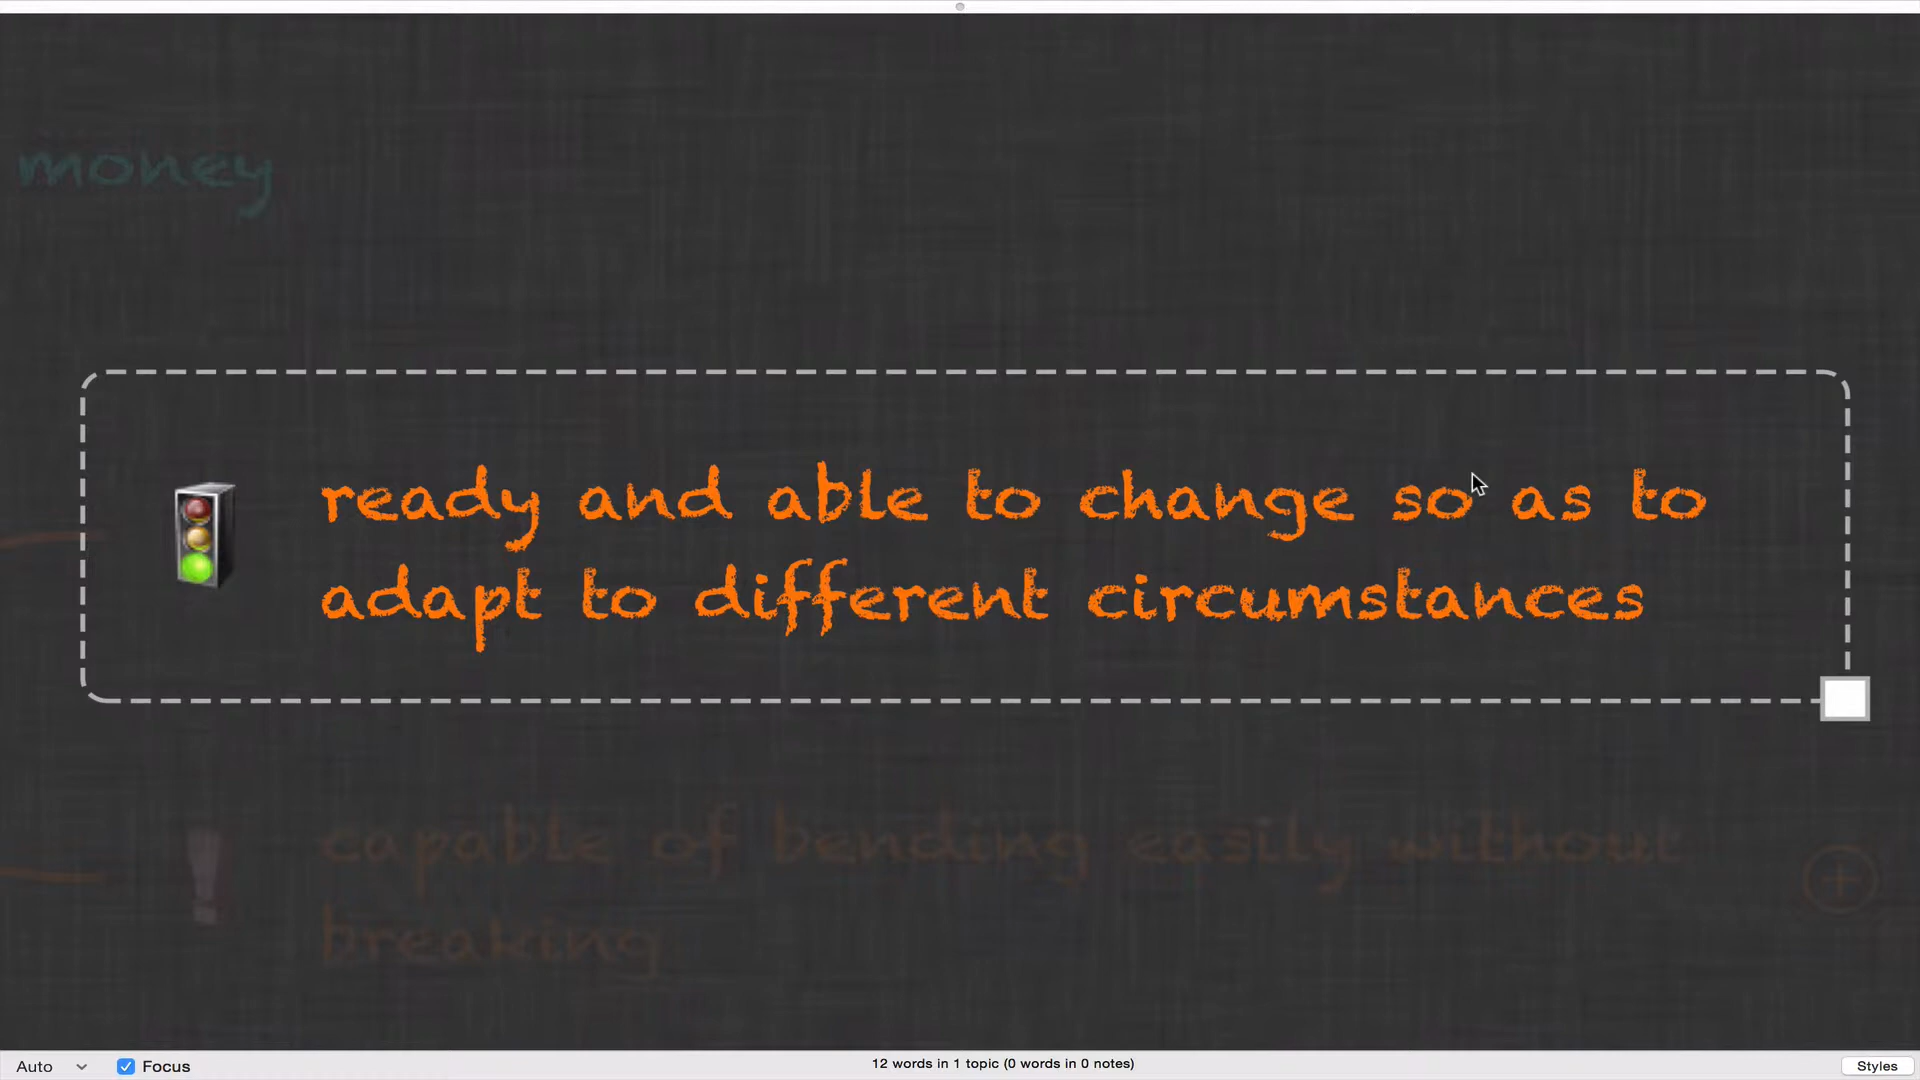 money
ready and able to change so as to
adapt to different circumstances
capable of bending easily without
breaking
Auto
Focus
12 words in 1 topic (0 words in 0 notes)
Styles